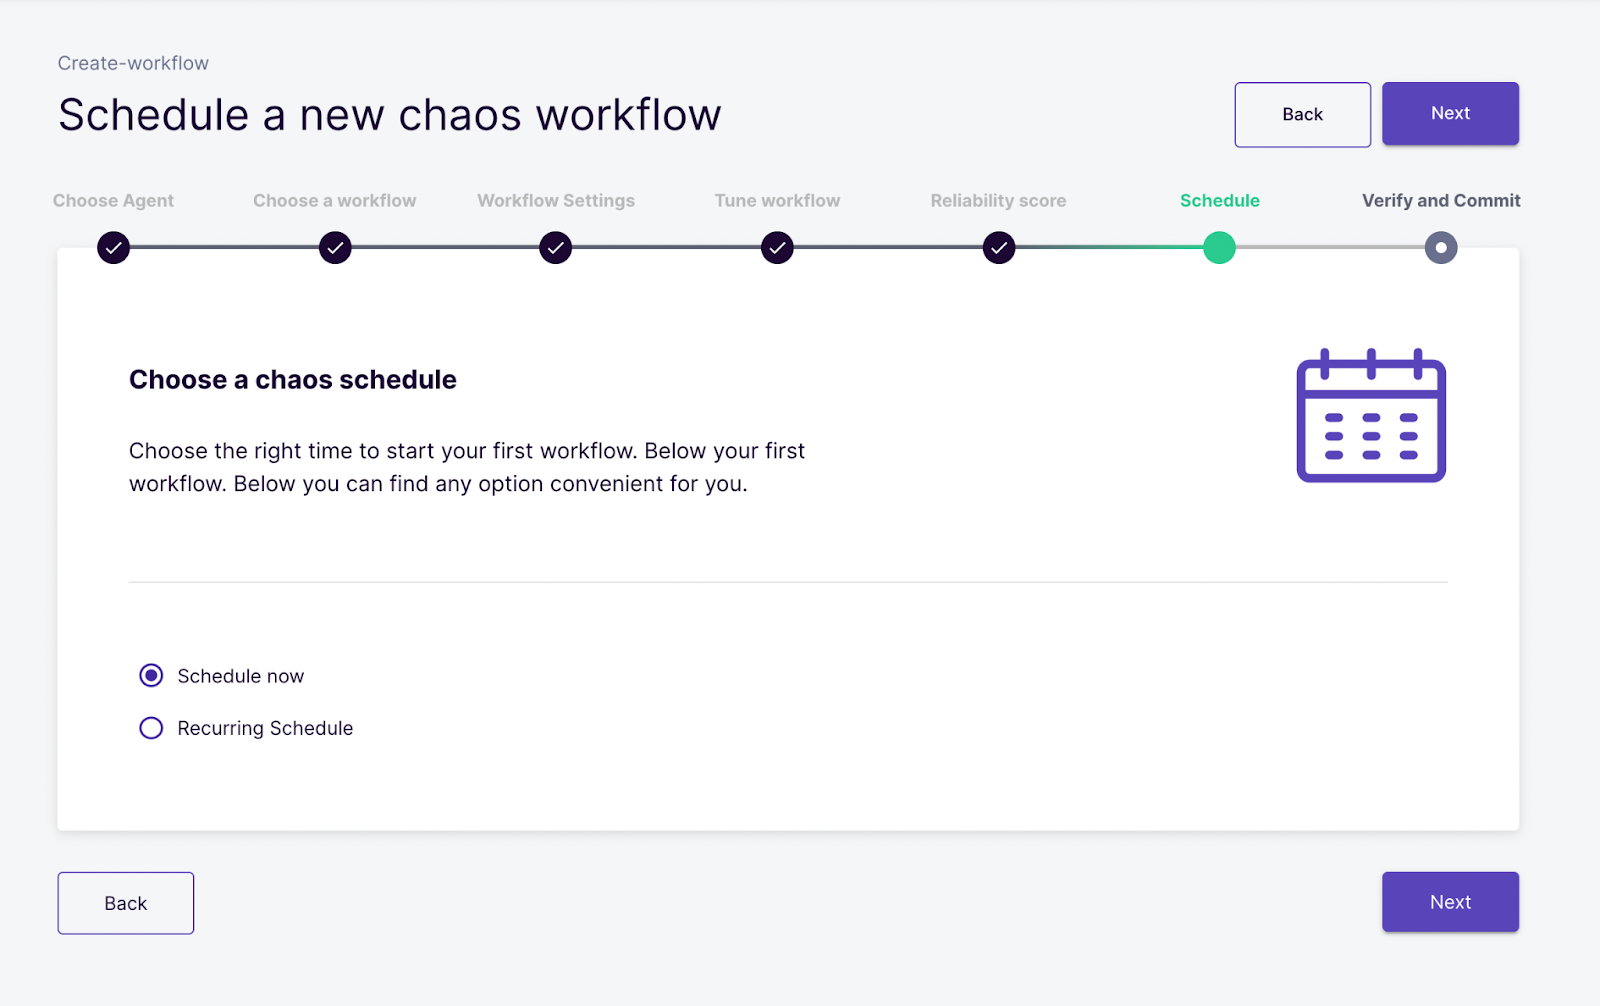 Create-workflow
Schedule a new chaos workflow
Back
Next
Choose Agent
Choose a workflow
Workflow Settings
Tune workflow
Reliability score
Schedule
Verify and Commit
Choose a chaos schedule
Choose the right time to start your first workflow. Below your first
workflow. Below you can find any option convenient for you.
Schedule now
Recurring Schedule
Back
Next